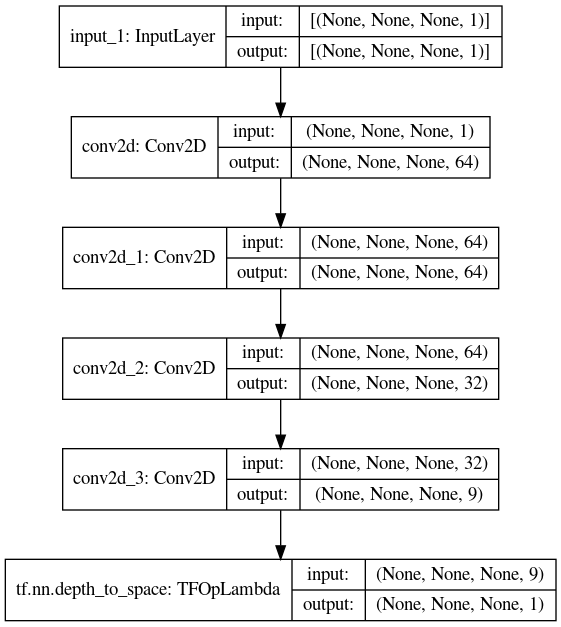 input_1: InputLayer
input: [(None, None, None, 1)]
output: [(None, None, None, 1)]
conv2d: Conv2D
input: (None, None, None, 1)
output: (None, None, None, 64)
conv2d_1: Conv2D
input: (None, None, None, 64)
output: (None, None, None, 64)
conv2d_2: Conv2D
input: (None, None, None, 64)
output: (None, None, None, 32)
conv2d_3: Conv2D
input: (None, None, None, 32)
output: (None, None, None, 9)
tf.nn.depth_to_space: TFOpLambda
input: (None, None, None, 9)
output: (None, None, None, 1)